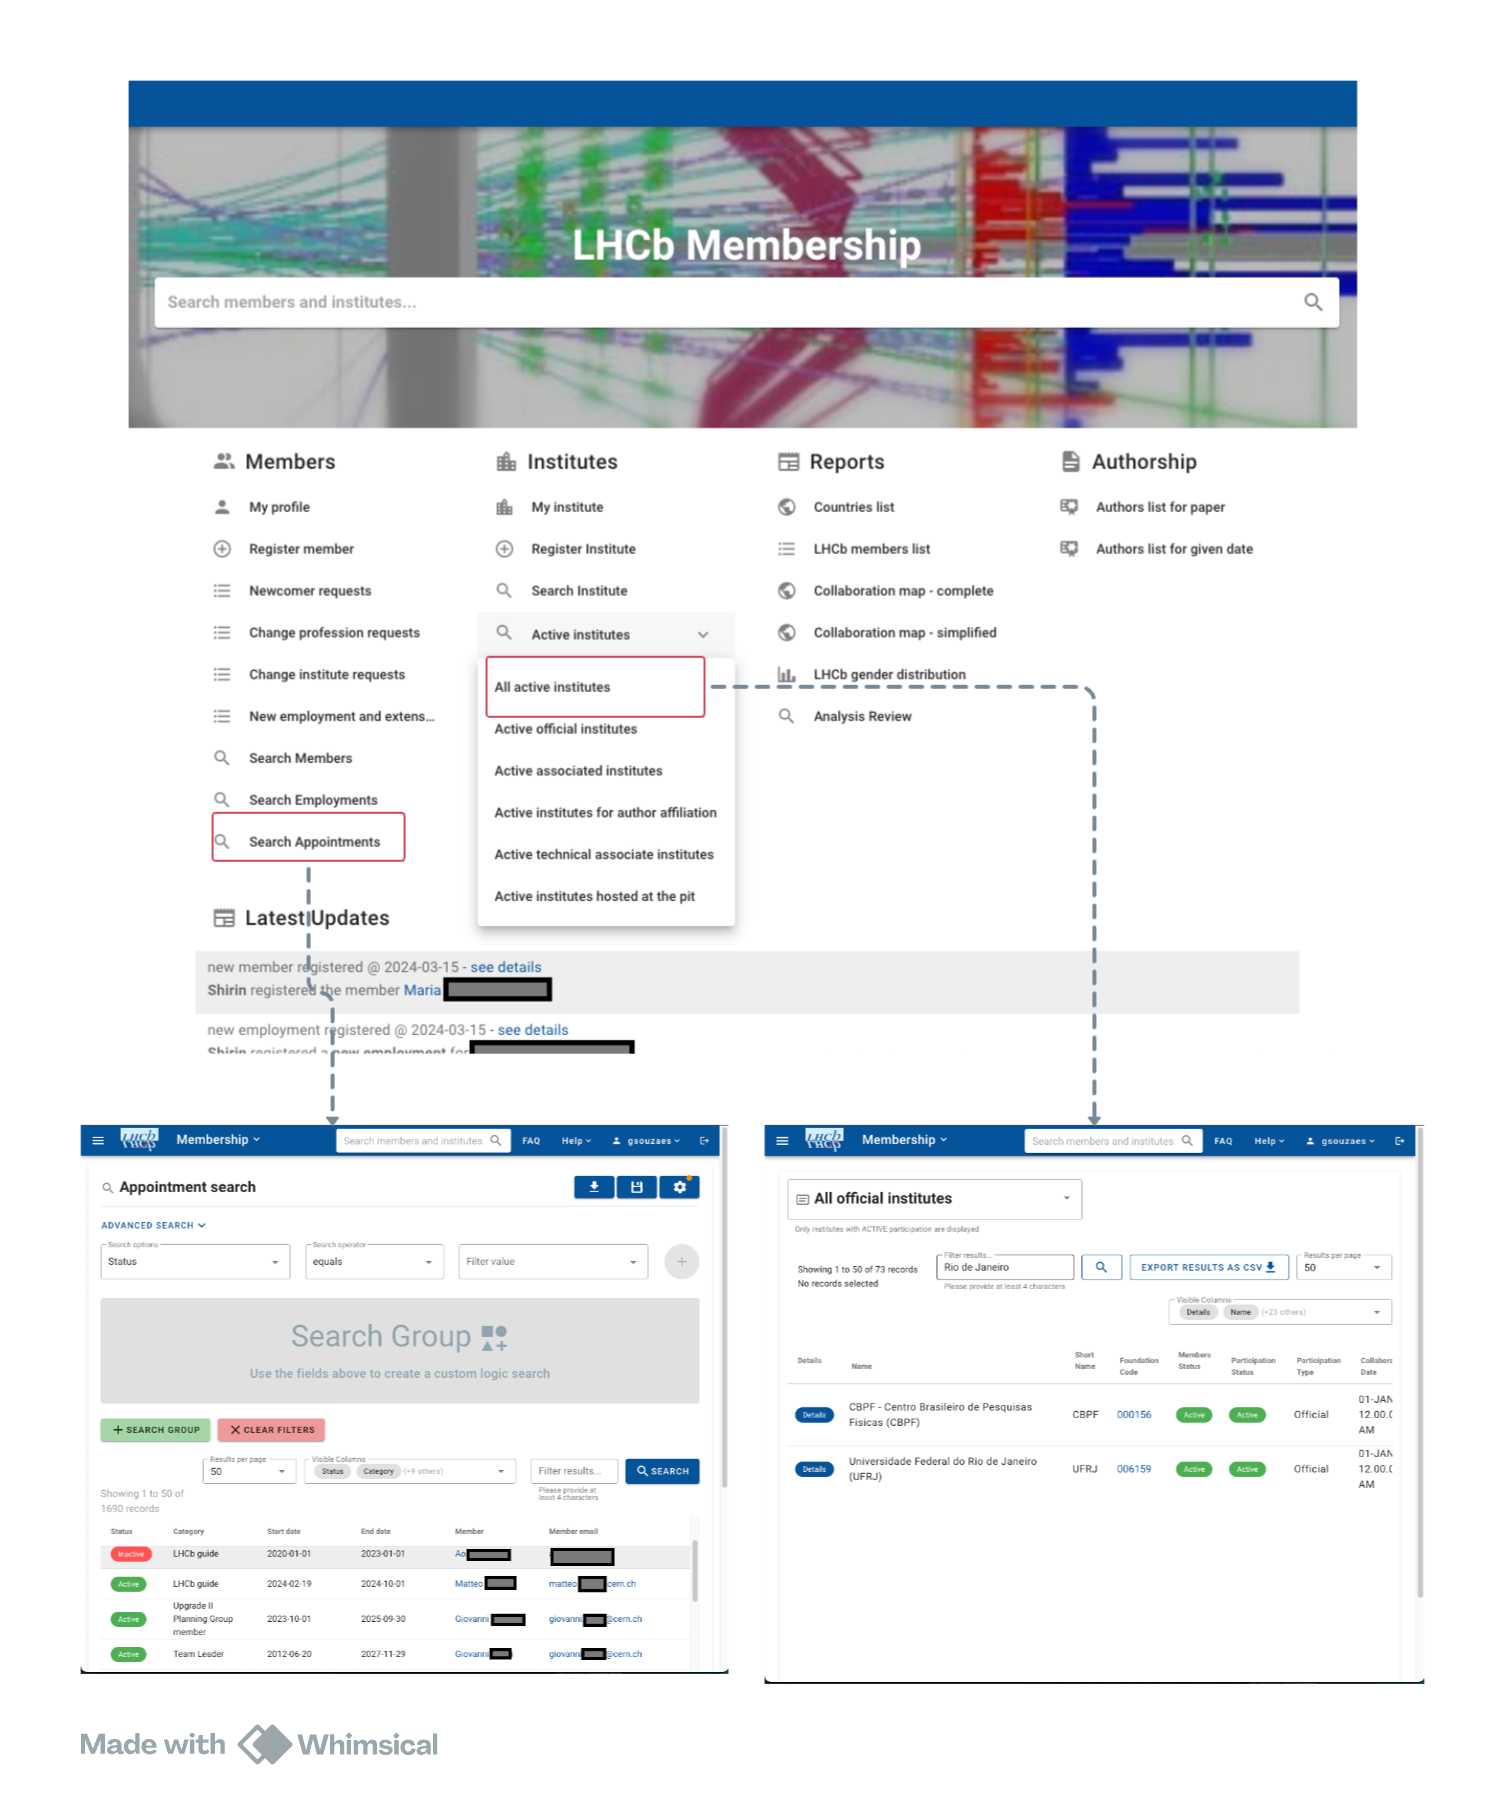 LHCb Membership
Search members and institutes...
Members
My profile
Register member
Newcomer requests
Change profession requests
Change institute requests
New employment and extens...
Search Members
Search Employments
Search Appointments
Institutes
My institute
Register Institute
Search Institute
Active institutes
All active institutes
Active official institutes
Active associated institutes
Active institutes for author affiliation
Active technical associate institutes
Active institutes hosted at the pit
Reports
Countries list
LHCb members list
Collaboration map - complete
Collaboration map - simplified
LHCb gender distribution
Analysis Review
Authorship
Authors list for paper
Authors list for given date
Latest Updates
new member registered @ 2024-03-15 - see details
Shirin registered the member Maria
new employment registered @ 2024-03-15 - see details
Shirin registered a new employment for
LHCb Membership Search members and institutes FAQ Help gsouzaes
Appointment search
ADVANCED SEARCH
Search options Search operator
Status equals Filter value
Search Group
Use the fields above to create a custom logic search
+ SEARCH GROUP X CLEAR FILTERS
Results per page Visible Columns
50 Status Category (+9 others) Filter results... SEARCH
Please provide at
least 4 characters
Showing 1 to 50 of
1690 records
Status Category Start date End date Member Member email
Inactive LHCb guide 2020-01-01 2023-01-01 Ao
Active LHCb guide 2024-02-19 2024-10-01 Matteo matteo cern.ch
Upgrade II
Active Planning Group 2023-10-01 2025-09-30 Giovanni giovanni @cern.ch
member
Active Team Leader 2012-06-20 2027-11-29 Giovanni giovanni @cern.ch
LHCb Membership Search members and institutes FAQ Help gsouzaes
All official institutes
Only institutes with ACTIVE participation are displayed
Showing 1 to 50 of 73 records
No records selected
Filter results...
Rio de Janeiro
Please provide at least 4 characters
EXPORT RESULTS AS CSV
Results per page
50
Visible Columns
Details Name (+23 others)
Details Name Short Name Foundation Code Members Status Participation Status Participation Type Collabora Date
Details CBPF - Centro Brasileiro de Pesquisas Fisicas (CBPF) CBPF 000156 Active Active Official 01-JAN 12.00.0 AM
Details Universidade Federal do Rio de Janeiro (UFRJ) UFRJ 006159 Active Active Official 01-JAN 12.00.0 AM
Made with Whimsical